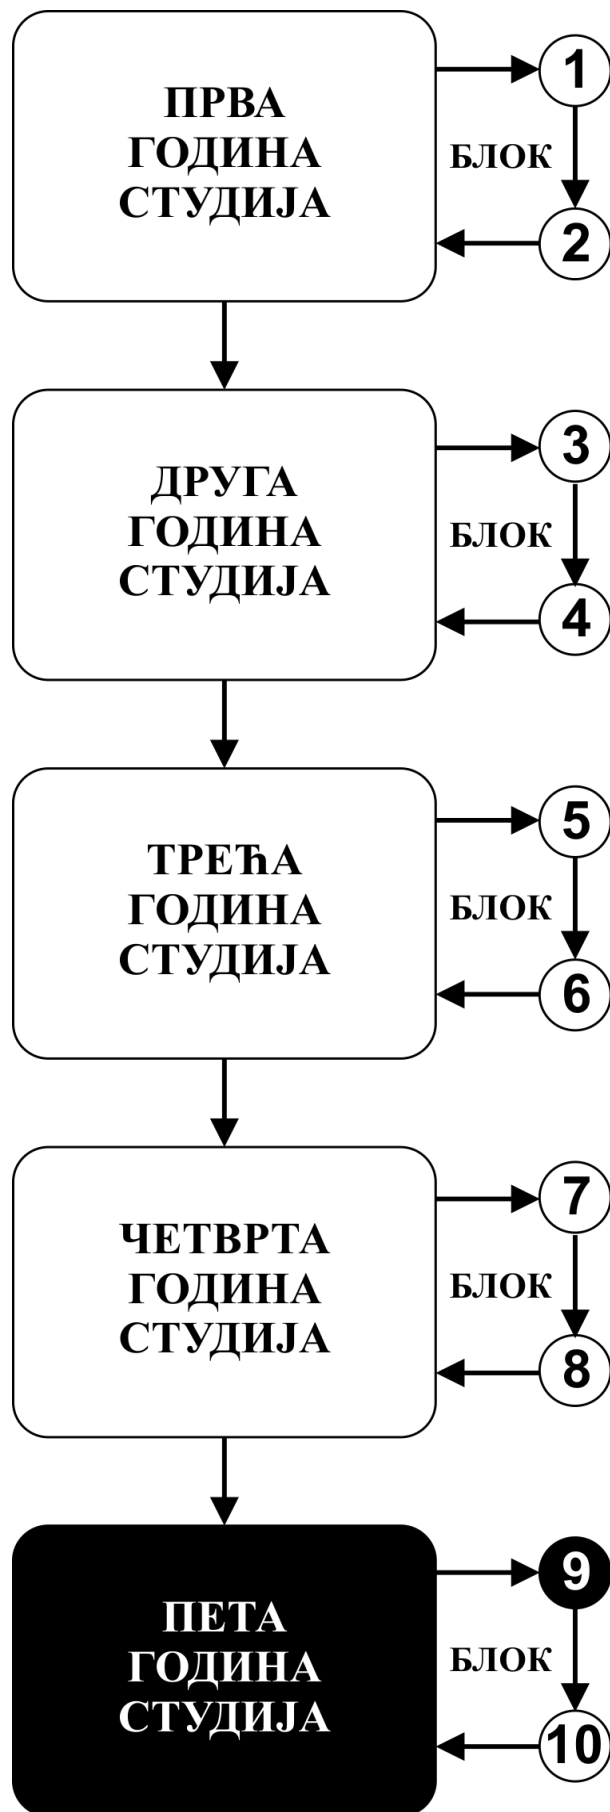 ПРВА
ГОДИНА
СТУДИЈА
1
БЛОК
2
ДРУГА
ГОДИНА
СТУДИЈА
3
БЛОК
4
ТРЕЋА
ГОДИНА
СТУДИЈА
5
БЛОК
6
ЧЕТВРТА
ГОДИНА
СТУДИЈА
7
БЛОК
8
ПЕТА
ГОДИНА
СТУДИЈА
9
БЛОК
10